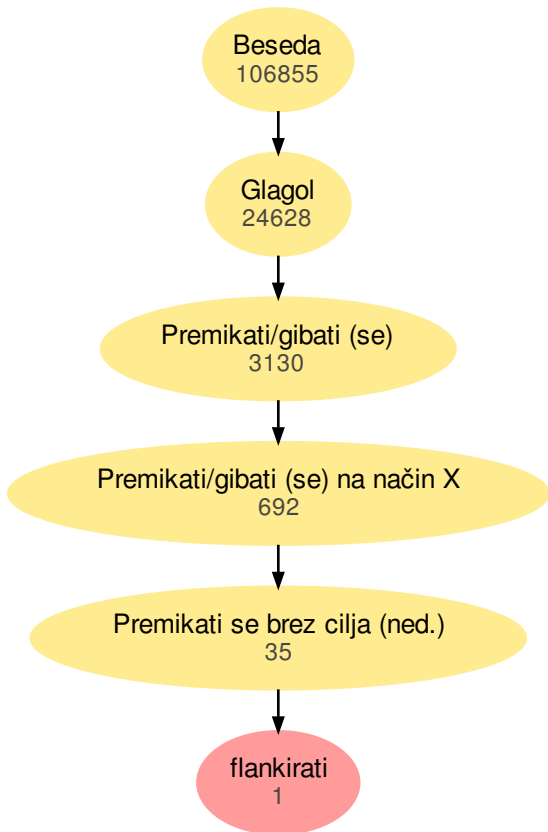 Beseda
106855
Glagol
24628
Premikati/gibati (se)
3130
Premikati/gibati (se) na način X
692
Premikati se brez cilja (ned.)
35
flankirati
1